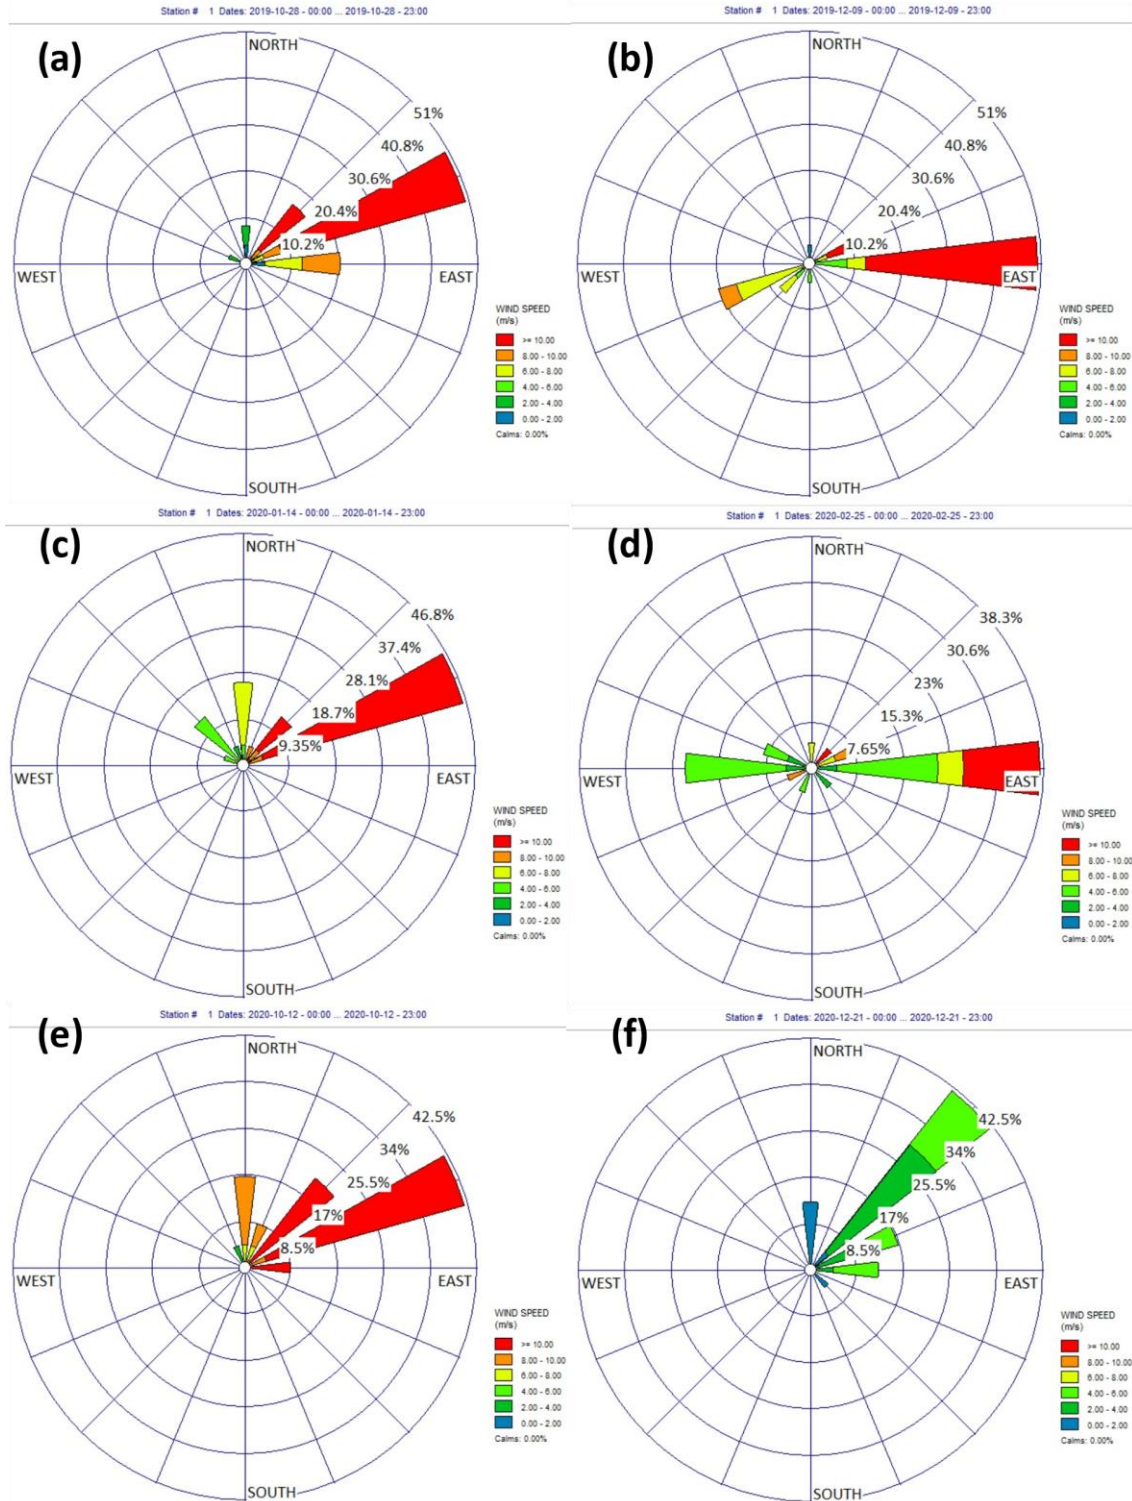 Station # 1 Dates: 2019-10-28 - 00:00 ... 2019-10-28 - 23:00
(a)
NORTH
51%
40.8%
30.6%
20.4%
10.2%
WEST
EAST
SOUTH
WIND SPEED
(m/s)
>= 10.00
8.00 - 10.00
6.00 - 8.00
4.00 - 6.00
2.00 - 4.00
0.00 - 2.00
Calms: 0.00%
Station # 1 Dates: 2019-12-09 - 00:00 ... 2019-12-09 - 23:00
(b)
NORTH
51%
40.8%
30.6%
20.4%
10.2%
WEST
EAST
SOUTH
WIND SPEED
(m/s)
>= 10.00
8.00 - 10.00
6.00 - 8.00
4.00 - 6.00
2.00 - 4.00
0.00 - 2.00
Calms: 0.00%
Station # 1 Dates: 2020-01-14 - 00:00 ... 2020-01-14 - 23:00
(c)
NORTH
46.8%
37.4%
28.1%
18.7%
9.35%
WEST
EAST
SOUTH
WIND SPEED
(m/s)
>= 10.00
8.00 - 10.00
6.00 - 8.00
4.00 - 6.00
2.00 - 4.00
0.00 - 2.00
Calms: 0.00%
Station # 1 Dates: 2020-02-25 - 00:00 ... 2020-02-25 - 23:00
(d)
NORTH
38.3%
30.6%
23%
15.3%
7.65%
WEST
EAST
SOUTH
WIND SPEED
(m/s)
>= 10.00
8.00 - 10.00
6.00 - 8.00
4.00 - 6.00
2.00 - 4.00
0.00 - 2.00
Calms: 0.00%
Station # 1 Dates: 2020-10-12 - 00:00 ... 2020-10-12 - 23:00
(e)
NORTH
42.5%
34%
25.5%
17%
8.5%
WEST
EAST
SOUTH
WIND SPEED
(m/s)
>= 10.00
8.00 - 10.00
6.00 - 8.00
4.00 - 6.00
2.00 - 4.00
0.00 - 2.00
Calms: 0.00%
Station # 1 Dates: 2020-12-21 - 00:00 ... 2020-12-21 - 23:00
(f)
NORTH
42.5%
34%
25.5%
17%
8.5%
WEST
EAST
SOUTH
WIND SPEED
(m/s)
>= 10.00
8.00 - 10.00
6.00 - 8.00
4.00 - 6.00
2.00 - 4.00
0.00 - 2.00
Calms: 0.00%